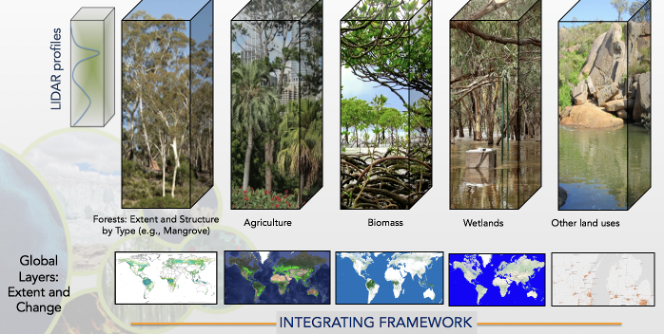 LIDAR profiles
Forests: Extent and Structure
by Type (e.g., Mangrove)
Agriculture
Biomass
Wetlands
Other land uses
Global
Layers:
Extent and
Change
INTEGRATING FRAMEWORK